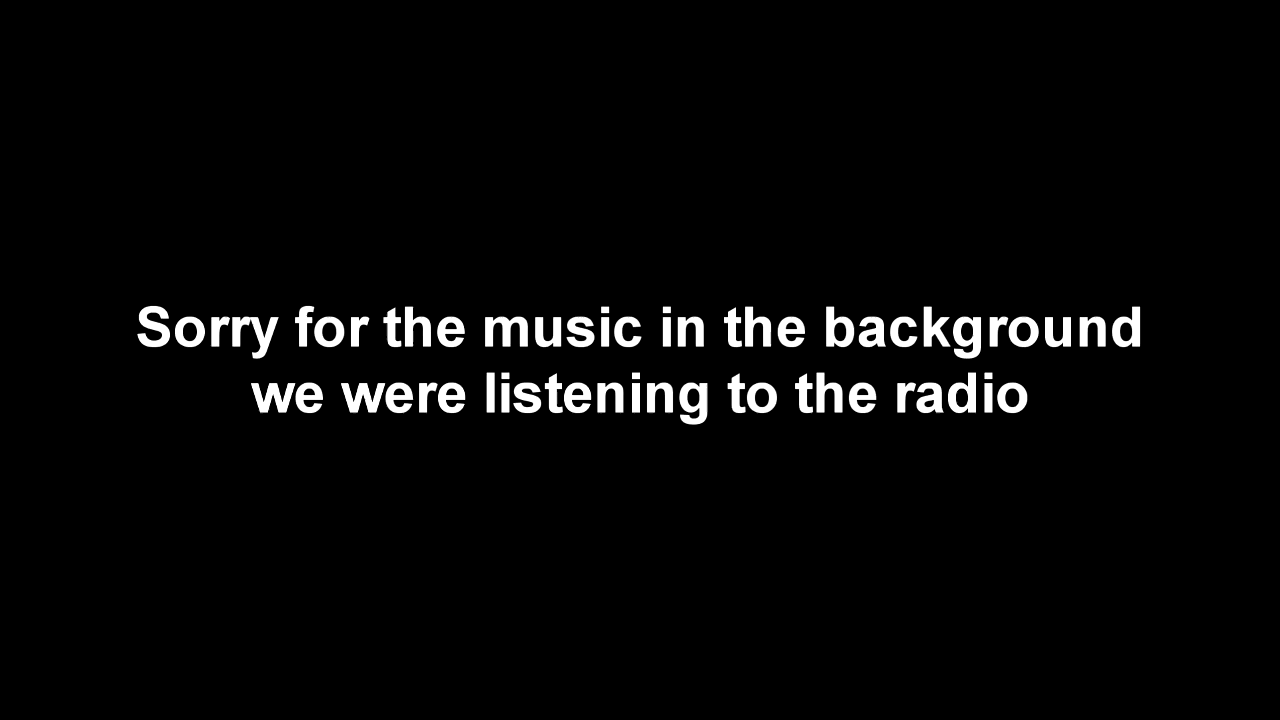 Sorry for the music in the background
we were listening to the radio